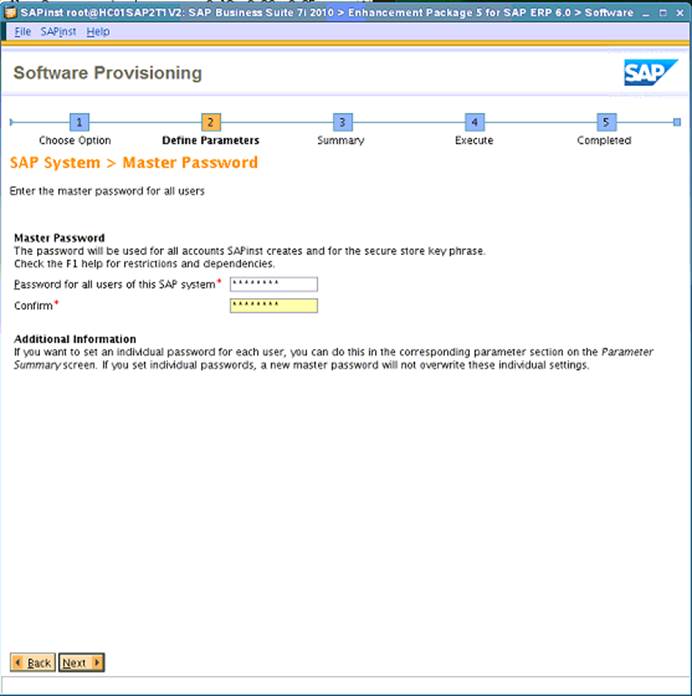 SAPinst root@HC01SAP2T1V2: SAP Business Suite 7i 2010 > Enhancement Package 5 for SAP ERP 6.0 > Software
File SAPinst Help
Software Provisioning
SAP
1 2 3 4 5
Choose Option Define Parameters Summary Execute Completed
SAP System > Master Password
Enter the master password for all users
Master Password
The password will be used for all accounts SAPinst creates and for the secure store key phrase.
Check the F1 help for restrictions and dependencies.
Password for all users of this SAP system* ********
Confirm* ********
Additional Information
If you want to set an individual password for each user, you can do this in the corresponding parameter section on the Parameter
Summary screen. If you set individual passwords, a new master password will not overwrite these individual settings.
Back Next